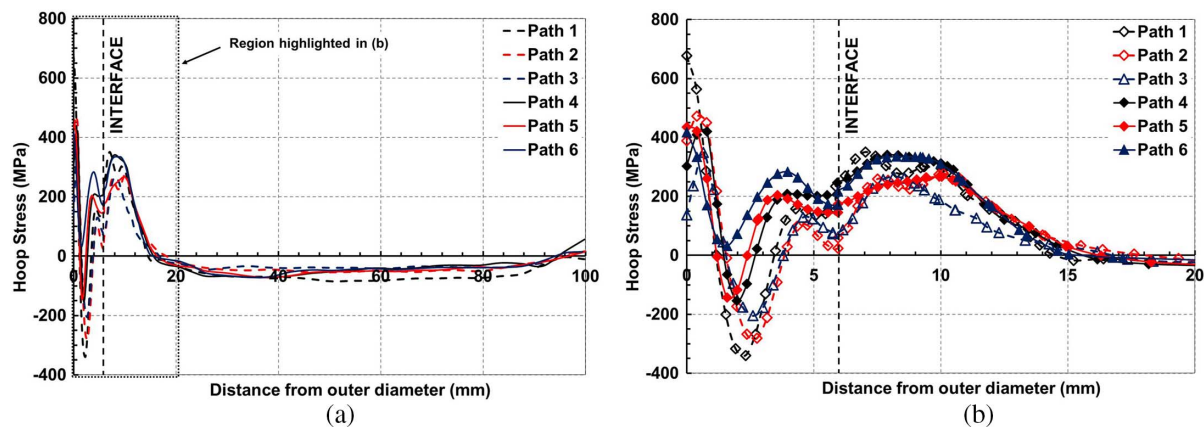 800
600
400
200
0
-200
-400
Hoop Stress (MPa)
0
20
40
60
80
100
Distance from outer diameter (mm)
INTERFACE
Region highlighted in (b)
Path 1
Path 2
Path 3
Path 4
Path 5
Path 6
(a)
800
600
400
200
0
-200
-400
Hoop Stress (MPa)
0
5
10
15
20
Distance from outer diameter (mm)
INTERFACE
Path 1
Path 2
Path 3
Path 4
Path 5
Path 6
(b)